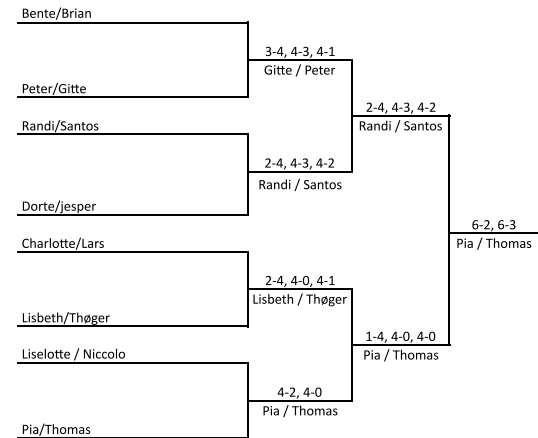 Bente/Brian
3-4, 4-3, 4-1
Gitte / Peter
Peter/Gitte
2-4, 4-3, 4-2
Randi / Santos
Randi/Santos
2-4, 4-3, 4-2
Randi / Santos
Dorte/jesper
6-2, 6-3
Pia / Thomas
Charlotte/Lars
2-4, 4-0, 4-1
Lisbeth / Thøger
Lisbeth/Thøger
1-4, 4-0, 4-0
Pia / Thomas
Liselotte / Niccolo
4-2, 4-0
Pia / Thomas
Pia/Thomas